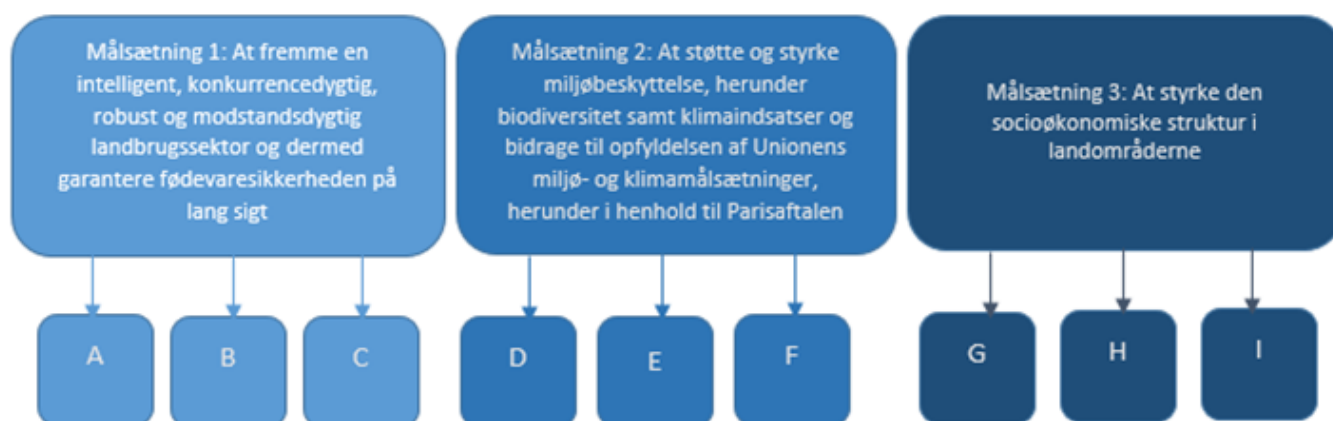 Målsætning 1: At fremme en
intelligent, konkurrencedygtig,
robust og modstandsdygtig
landbrugssektor og dermed
garantere fødevaresikkerheden på
lang sigt
Målsætning 2: At støtte og styrke
miljøbeskyttelse, herunder
biodiversitet samt klimaindsatser og
bidrage til opfyldelsen af Unionens
miljø- og klimamålsætninger,
herunder i henhold til Parisaftalen
Målsætning 3: At styrke den
socioøkonomiske struktur i
landområderne
A
B
C
D
E
F
G
H
I